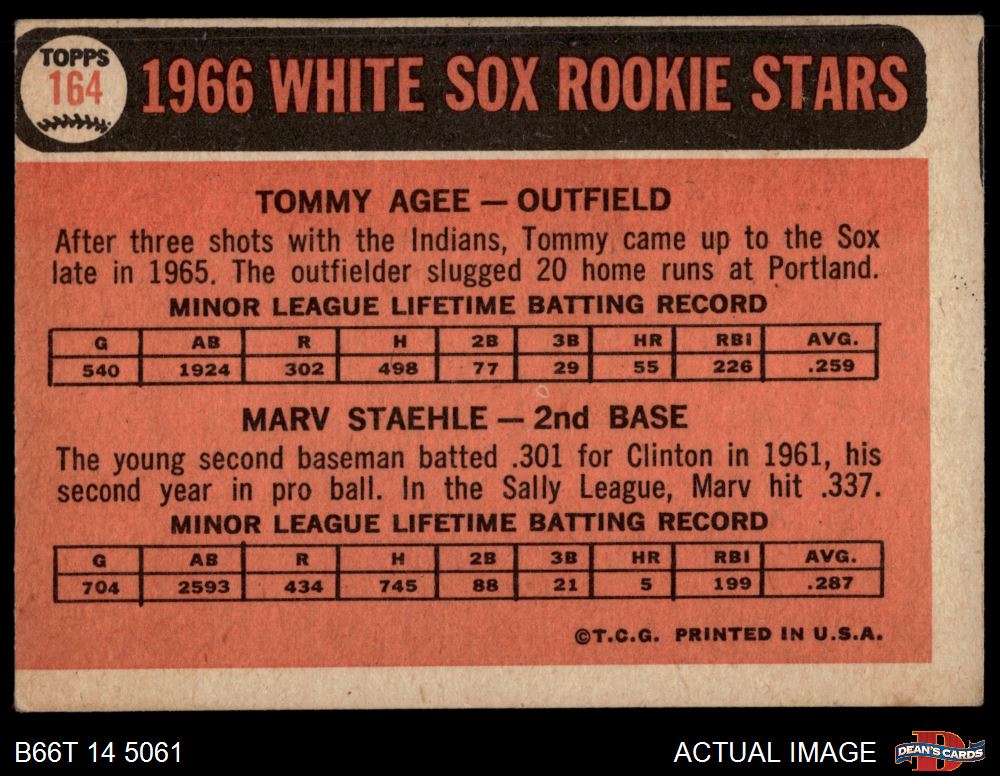 TOPPS
164
1966 WHITE SOX ROOKIE STARS
TOMMY AGEE — OUTFIELD
After three shots with the Indians, Tommy came up to the Sox
late in 1965. The outfielder slugged 20 home runs at Portland.
MINOR LEAGUE LIFETIME BATTING RECORD
G AB R H 2B 3B HR RBI AVG.
540 1924 302 498 77 29 55 226 .259
MARV STAEHLE — 2nd BASE
The young second baseman batted .301 for Clinton in 1961, his
second year in pro ball. In the Sally League, Marv hit .337.
MINOR LEAGUE LIFETIME BATTING RECORD
G AB R H 2B 3B HR RBI AVG.
704 2593 434 745 88 21 5 199 .287
©T.C.G. PRINTED IN U.S.A.
B66T 14 5061
ACTUAL IMAGE
D
DEAN'S CARDS